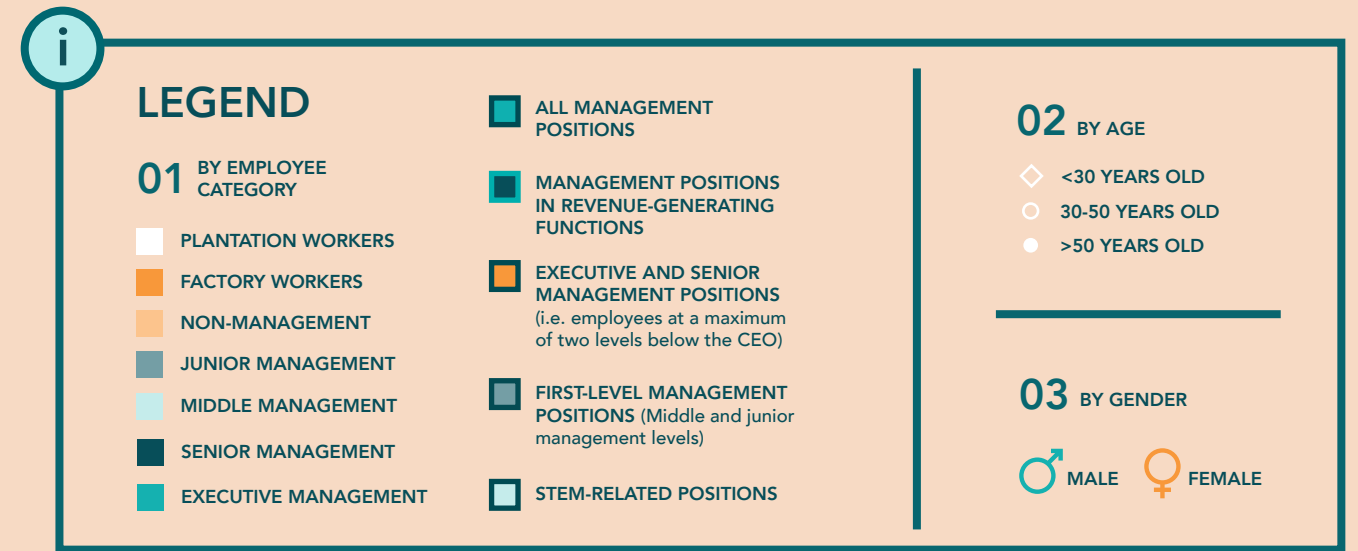 i
LEGEND
01 BY EMPLOYEE
CATEGORY
PLANTATION WORKERS
FACTORY WORKERS
NON-MANAGEMENT
JUNIOR MANAGEMENT
MIDDLE MANAGEMENT
SENIOR MANAGEMENT
EXECUTIVE MANAGEMENT
ALL MANAGEMENT
POSITIONS
MANAGEMENT POSITIONS
IN REVENUE-GENERATING
FUNCTIONS
EXECUTIVE AND SENIOR
MANAGEMENT POSITIONS
(i.e. employees at a maximum
of two levels below the CEO)
FIRST-LEVEL MANAGEMENT
POSITIONS (Middle and junior
management levels)
STEM-RELATED POSITIONS
02 BY AGE
<30 YEARS OLD
30-50 YEARS OLD
>50 YEARS OLD
03 BY GENDER
MALE FEMALE